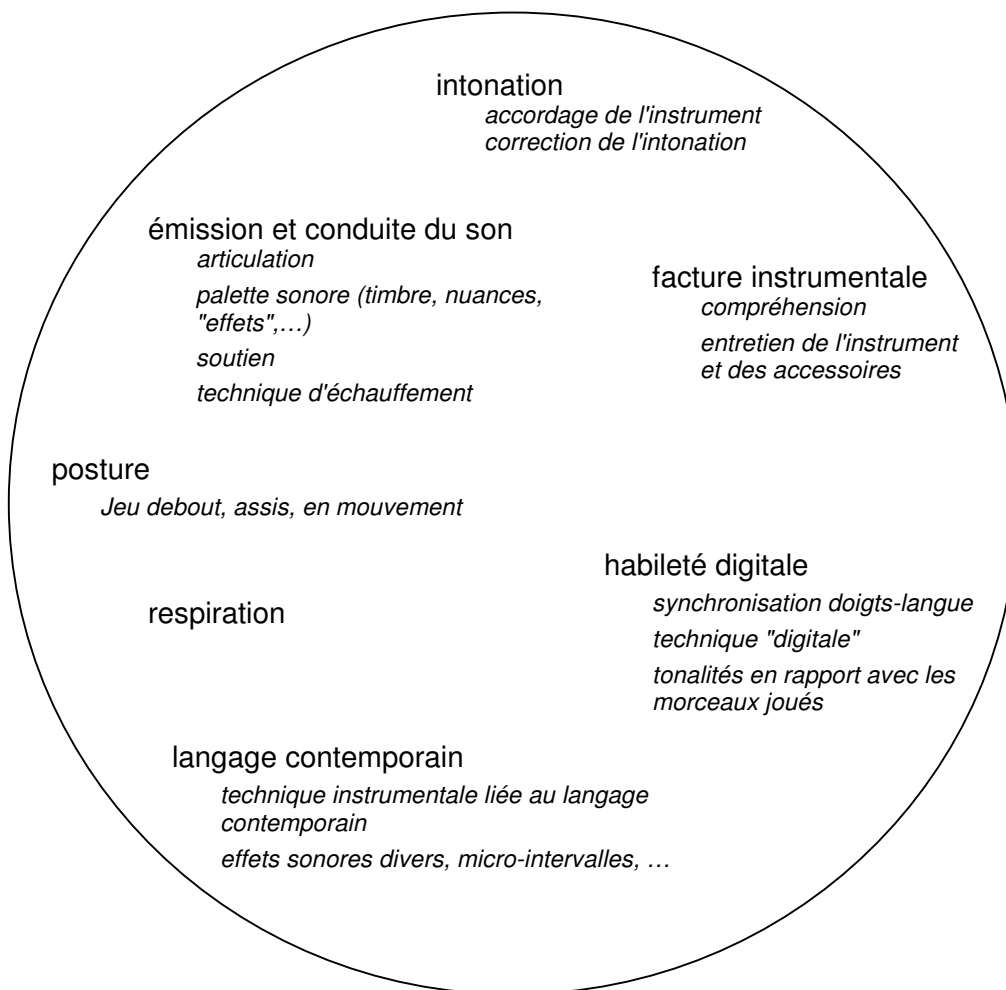 intonation
accordage de l'instrument
correction de l'intonation
émission et conduite du son
articulation
palette sonore (timbre, nuances,
"effets",…)
soutien
technique d'échauffement
facture instrumentale
compréhension
entretien de l'instrument
et des accessoires
posture
Jeu debout, assis, en mouvement
habileté digitale
synchronisation doigts-langue
technique "digitale"
tonalités en rapport avec les
morceaux joués
respiration
langage contemporain
technique instrumentale liée au langage
contemporain
effets sonores divers, micro-intervalles, …